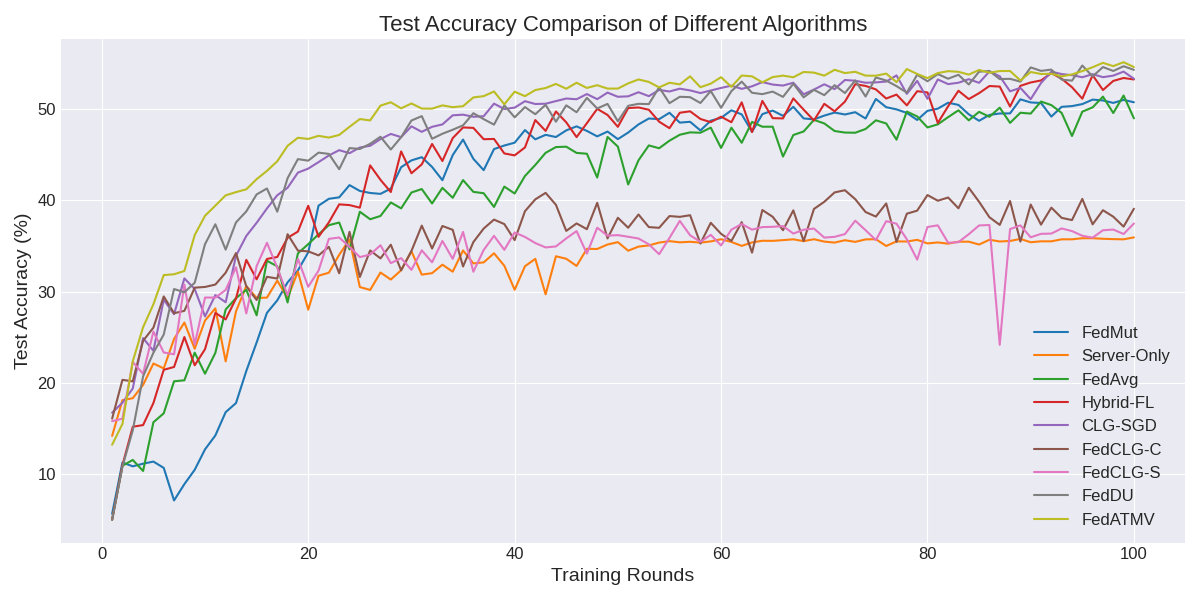 Test Accuracy Comparison of Different Algorithms
Test Accuracy (%)
50
40
30
20
10
0
20
40
60
80
100
Training Rounds
FedMut
Server-Only
FedAvg
Hybrid-FL
CLG-SGD
FedCLG-C
FedCLG-S
FedDU
FedATMV